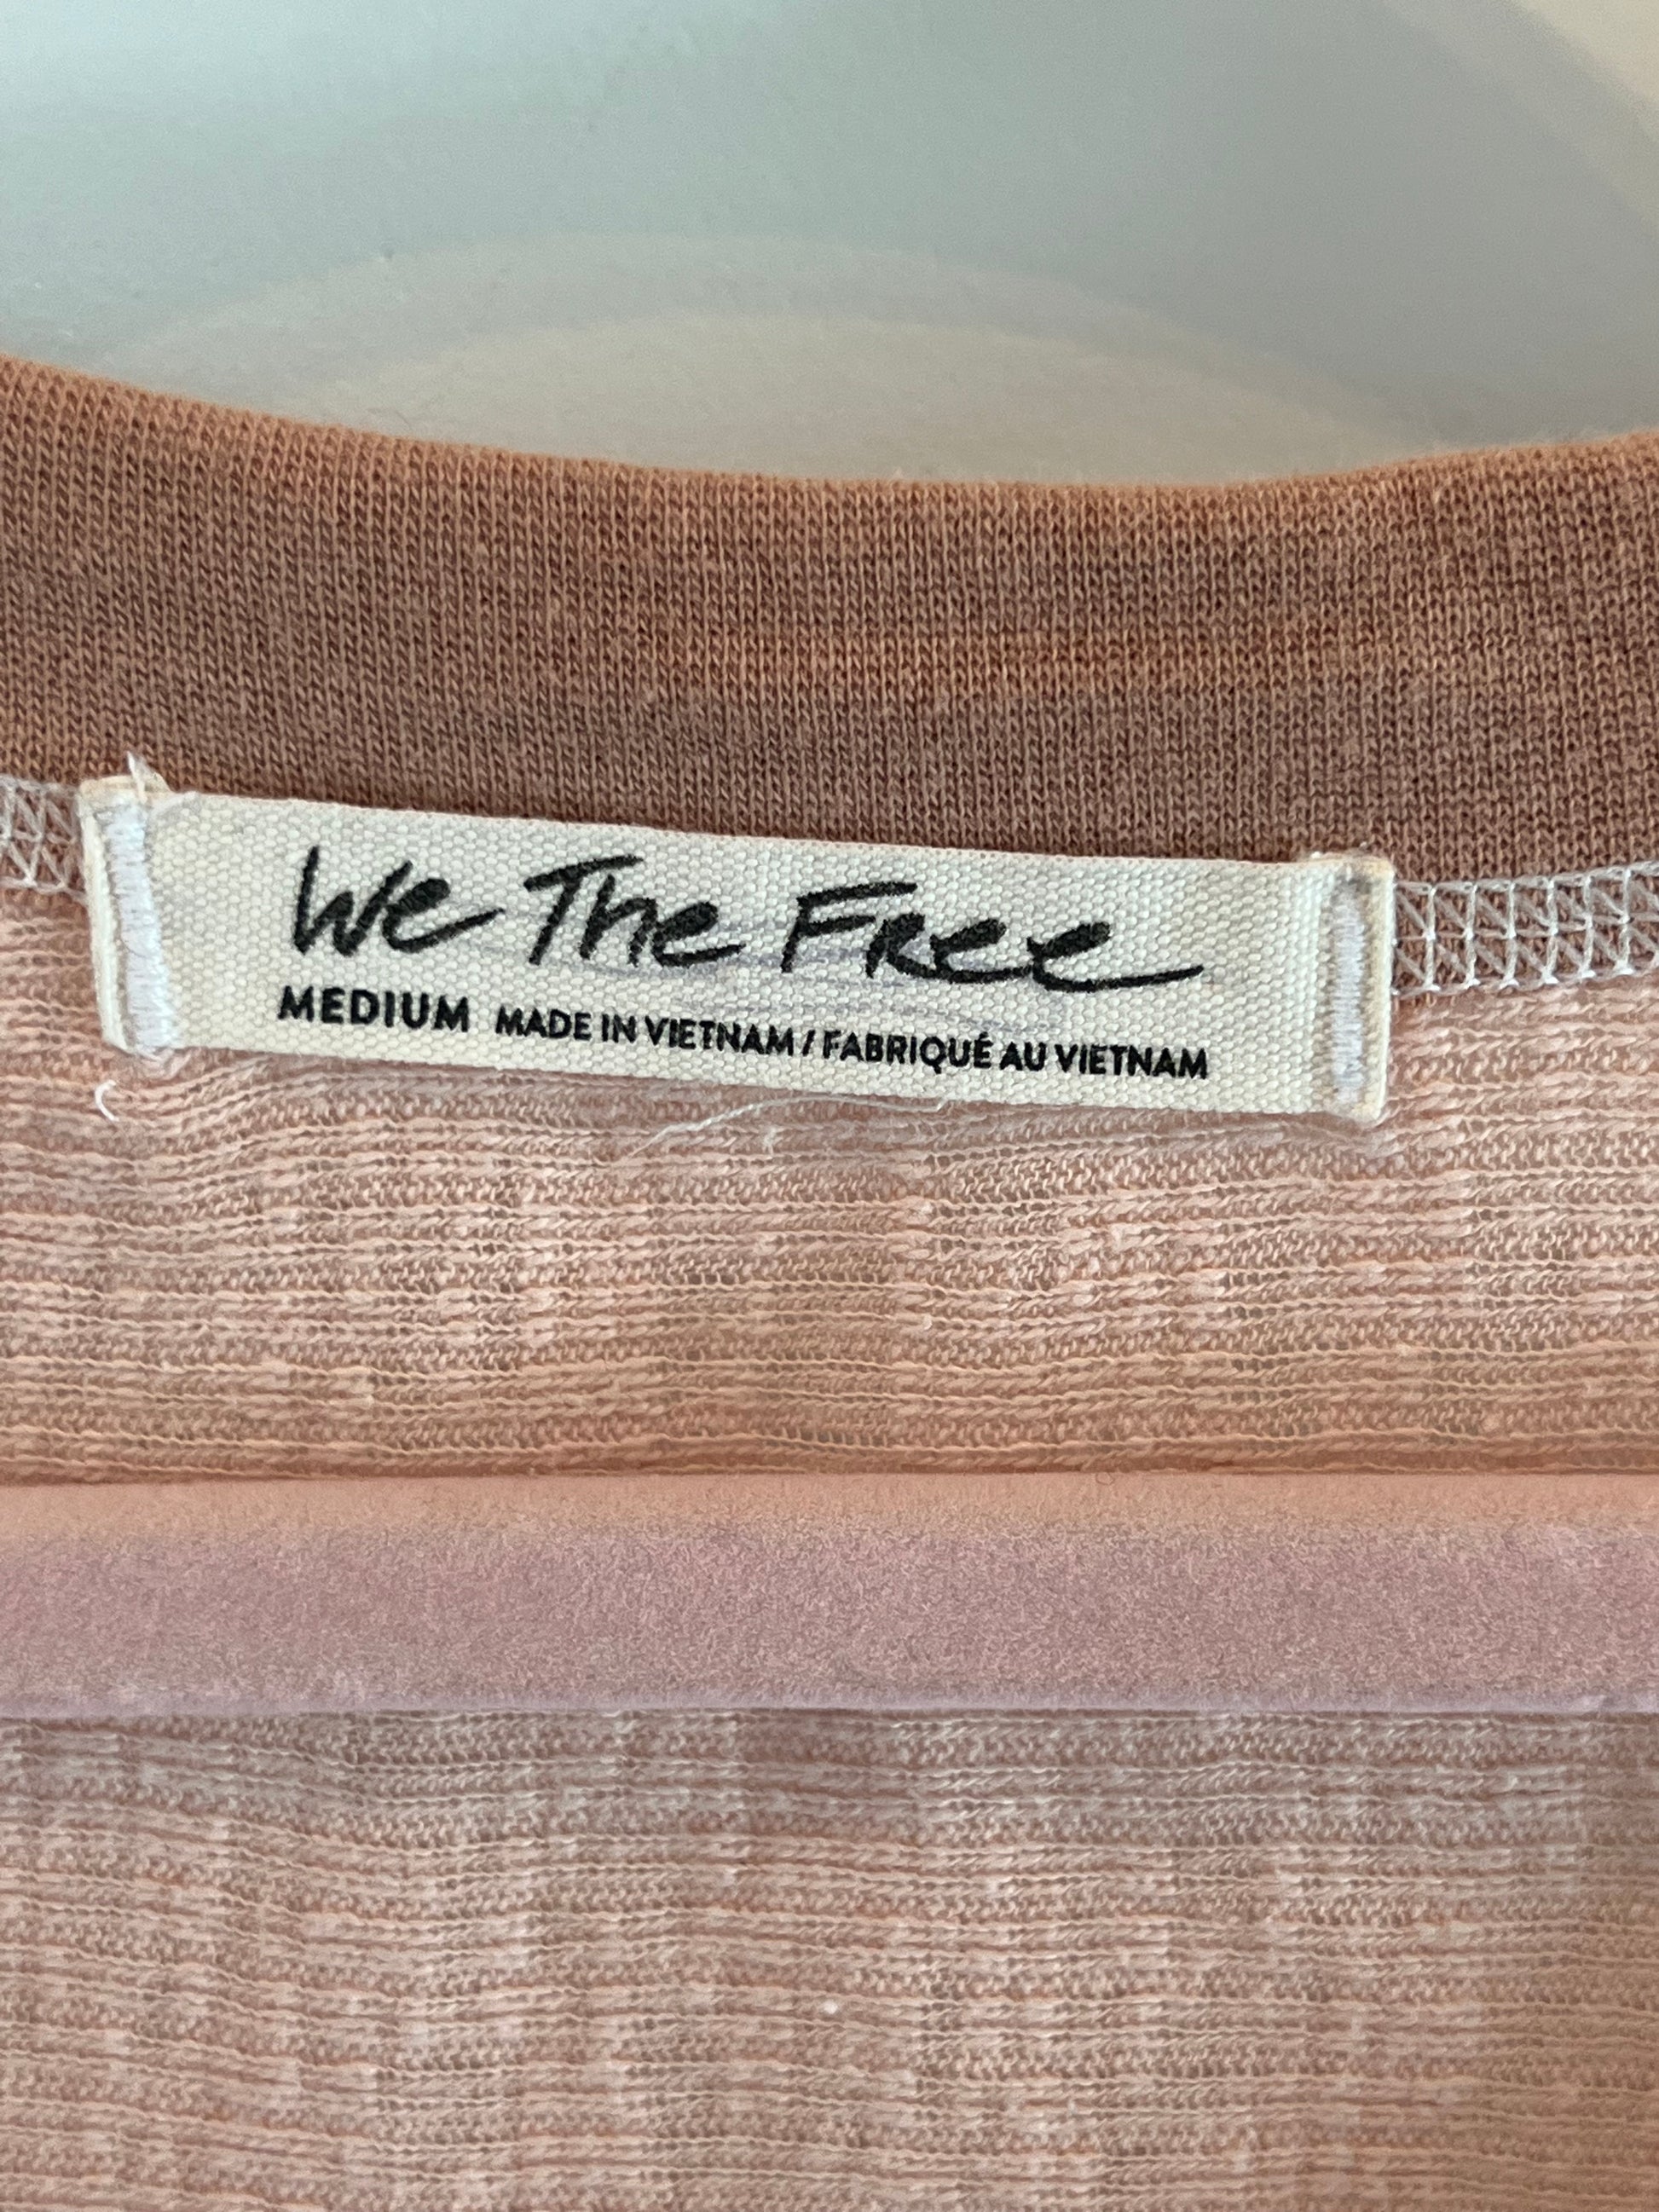 We The Free
MEDIUM MADE IN VIETNAM / FABRIQUÉ AU VIETNAM